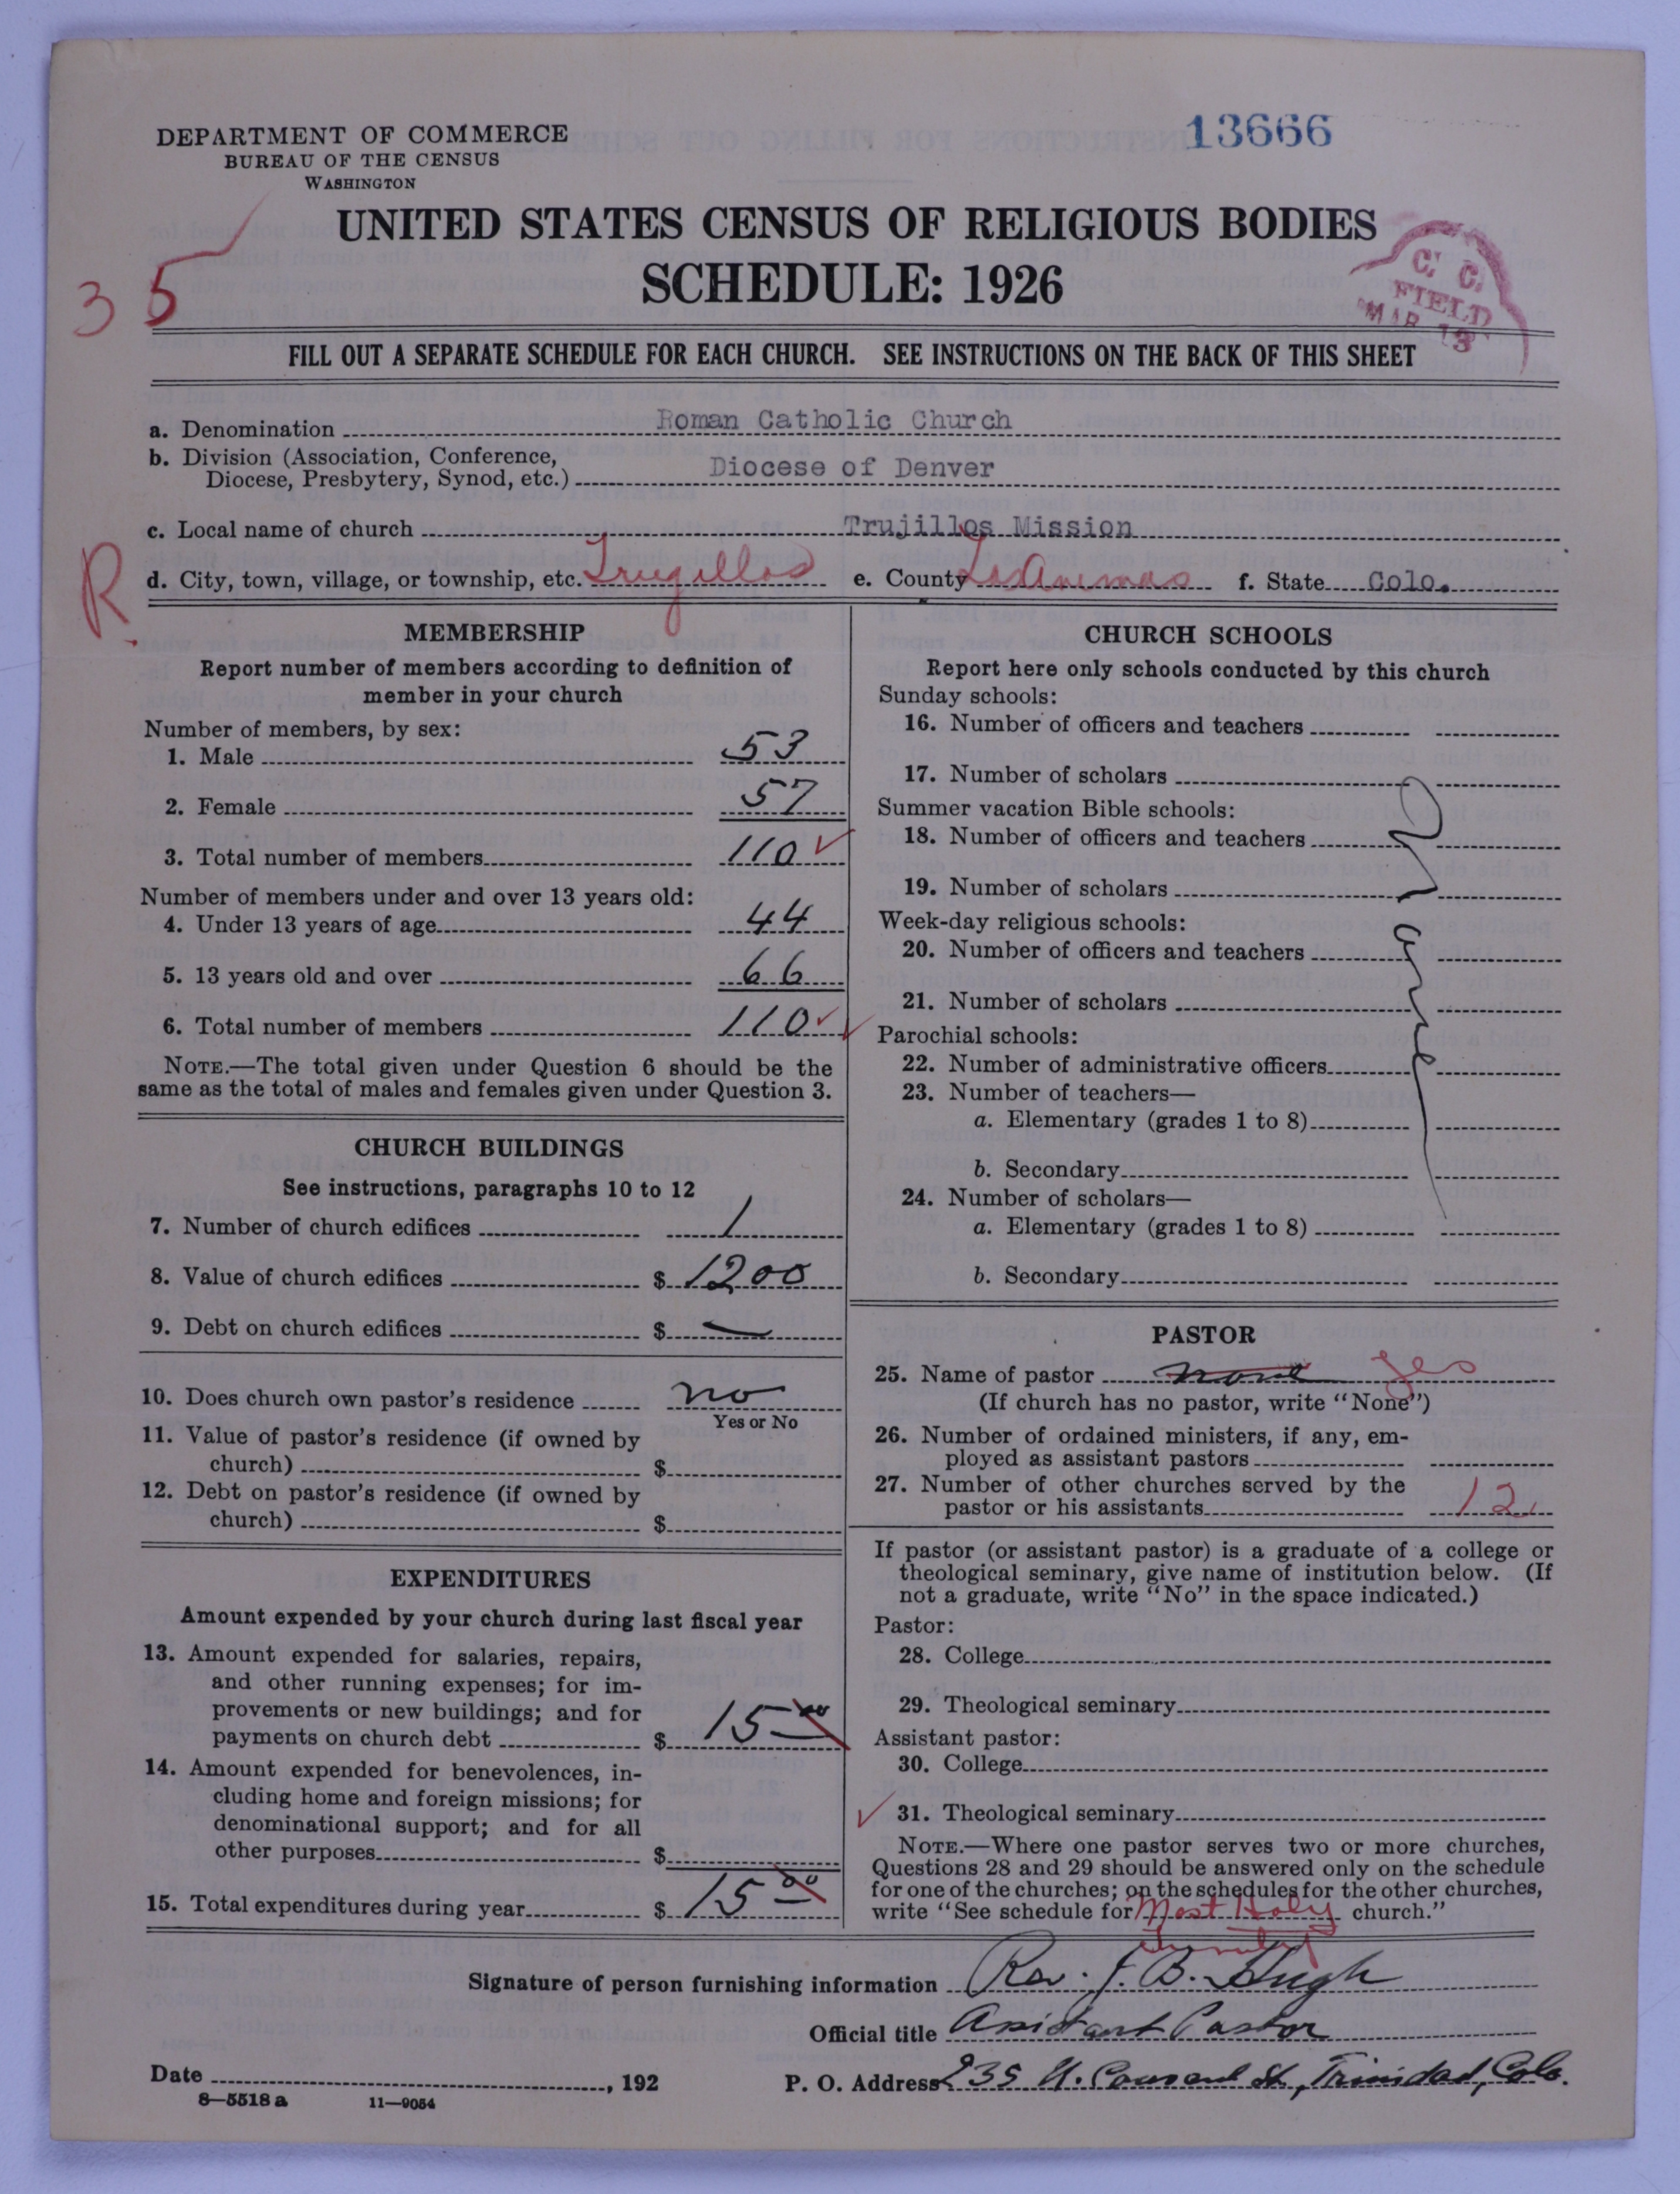 13666
DEPARTMENT OF COMMERCE
BUREAU OF THE CENSUS
WASHINGTON
UNITED STATES CENSUS OF RELIGIOUS BODIES
SCHEDULE: 1926
35
C. C.
FIELD
MAR 13
FILL OUT A SEPARATE SCHEDULE FOR EACH CHURCH. SEE INSTRUCTIONS ON THE BACK OF THIS SHEET
a. Denomination Roman Catholic Church
b. Division (Association, Conference,
Diocese, Presbytery, Synod, etc.) Diocese of Denver
c. Local name of church Trujillos Mission
R
d. City, town, village, or township, etc. Trugillos e. County Las Animas f. State Colo.
MEMBERSHIP
Report number of members according to definition of
member in your church
Number of members, by sex:
1. Male 53
2. Female 57
3. Total number of members 110
Number of members under and over 13 years old:
4. Under 13 years of age 44
5. 13 years old and over 66
6. Total number of members 110
NOTE.—The total given under Question 6 should be the
same as the total of males and females given under Question 3.
CHURCH BUILDINGS
See instructions, paragraphs 10 to 12
7. Number of church edifices 1
8. Value of church edifices $ 1200
9. Debt on church edifices $ —
10. Does church own pastor's residence no
Yes or No
11. Value of pastor's residence (if owned by
church) $
12. Debt on pastor's residence (if owned by
church) $
EXPENDITURES
Amount expended by your church during last fiscal year
13. Amount expended for salaries, repairs,
and other running expenses; for im-
provements or new buildings; and for
payments on church debt $ 15 00
14. Amount expended for benevolences, in-
cluding home and foreign missions; for
denominational support; and for all
other purposes $
15. Total expenditures during year $ 15 00
CHURCH SCHOOLS
Report here only schools conducted by this church
Sunday schools:
16. Number of officers and teachers
17. Number of scholars
Summer vacation Bible schools:
18. Number of officers and teachers
19. Number of scholars
Week-day religious schools:
20. Number of officers and teachers
21. Number of scholars
Parochial schools:
22. Number of administrative officers
23. Number of teachers—
a. Elementary (grades 1 to 8)
b. Secondary
24. Number of scholars—
a. Elementary (grades 1 to 8)
b. Secondary
PASTOR
25. Name of pastor none yes
(If church has no pastor, write "None")
26. Number of ordained ministers, if any, em-
ployed as assistant pastors
27. Number of other churches served by the
pastor or his assistants 12
If pastor (or assistant pastor) is a graduate of a college or
theological seminary, give name of institution below. (If
not a graduate, write "No" in the space indicated.)
Pastor:
28. College
29. Theological seminary
Assistant pastor:
30. College
31. Theological seminary
NOTE.—Where one pastor serves two or more churches,
Questions 28 and 29 should be answered only on the schedule
for one of the churches; on the schedules for the other churches,
write "See schedule for Most Holy church."
Trinity
Signature of person furnishing information Rev. J. B. Hugh
Official title Assistant Pastor
Date , 192 P. O. Address 235 N. Convent St., Trinidad, Colo.
8—5518a 11—9054